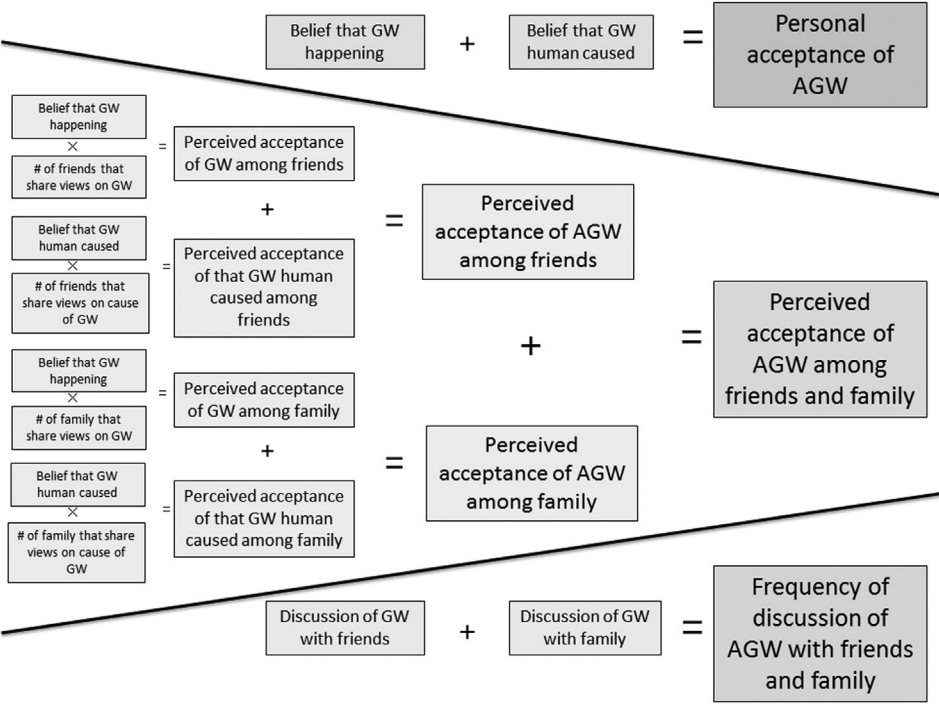 Belief that GW
happening
+
Belief that GW
human caused
=
Personal
acceptance of
AGW
Belief that GW
happening
×
# of friends that
share views on GW
=
Perceived acceptance
of GW among friends
+
Belief that GW
human caused
×
# of friends that
share views on cause
of GW
=
Perceived acceptance
of that GW human
caused among
friends
=
Perceived
acceptance of AGW
among friends
+
Belief that GW
happening
×
# of family that
share views on GW
=
Perceived acceptance
of GW among family
+
Belief that GW
human caused
×
# of family that share
views on cause of
GW
=
Perceived acceptance
of that GW human
caused among family
=
Perceived
acceptance of AGW
among family
=
Perceived
acceptance of
AGW among
friends and family
Discussion of GW
with friends
+
Discussion of GW
with family
=
Frequency of
discussion of
AGW with friends
and family